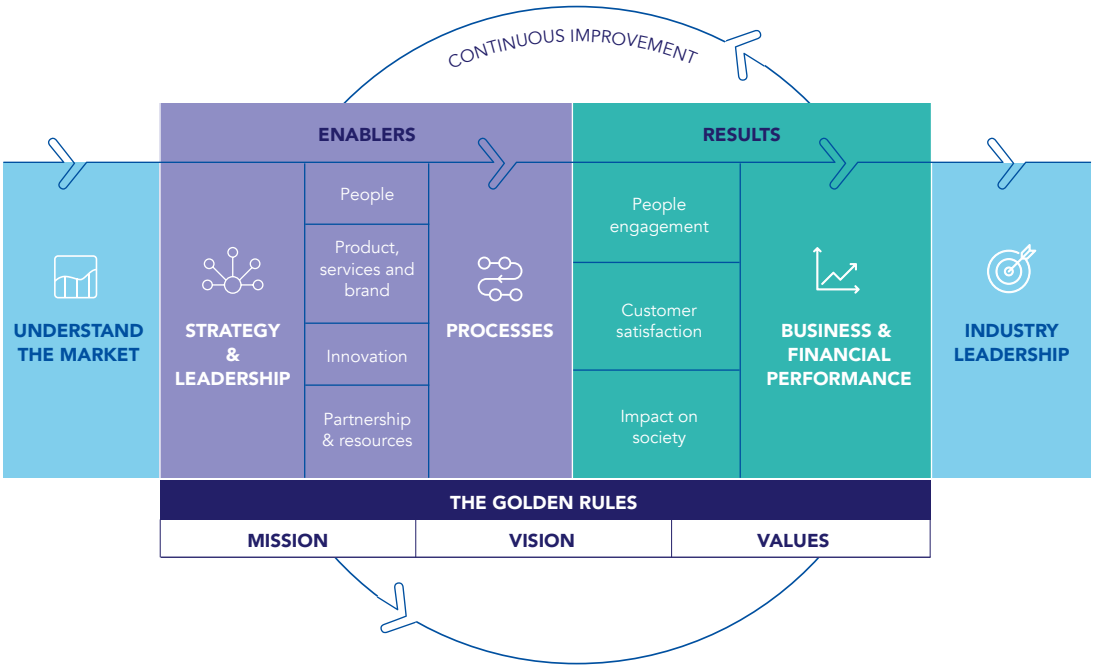 CONTINUOUS IMPROVEMENT
ENABLERS
RESULTS
UNDERSTAND
THE MARKET
STRATEGY
&
LEADERSHIP
People
Product,
services and
brand
Innovation
Partnership
& resources
PROCESSES
People
engagement
Customer
satisfaction
Impact on
society
BUSINESS &
FINANCIAL
PERFORMANCE
INDUSTRY
LEADERSHIP
THE GOLDEN RULES
MISSION
VISION
VALUES